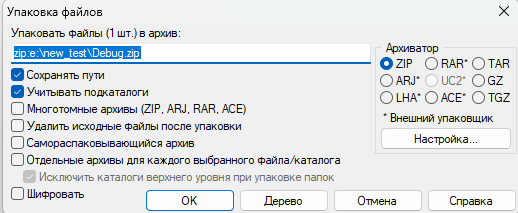 Упаковка файлов
Упаковать файлы (1 шт.) в архив:
zip:e:\new_test\Debug.zip
Сохранять пути
Учитывать подкаталоги
Многотомные архивы (ZIP, ARJ, RAR, ACE)
Удалить исходные файлы после упаковки
Самораспаковывающийся архив
Отдельные архивы для каждого выбранного файла/каталога
Исключить каталоги верхнего уровня при упаковке папок
Шифровать
Архиватор
ZIP RAR* TAR
ARJ* UC2* GZ
LHA* ACE* TGZ
* Внешний упаковщик
Настройка...
OK Дерево Отмена Справка